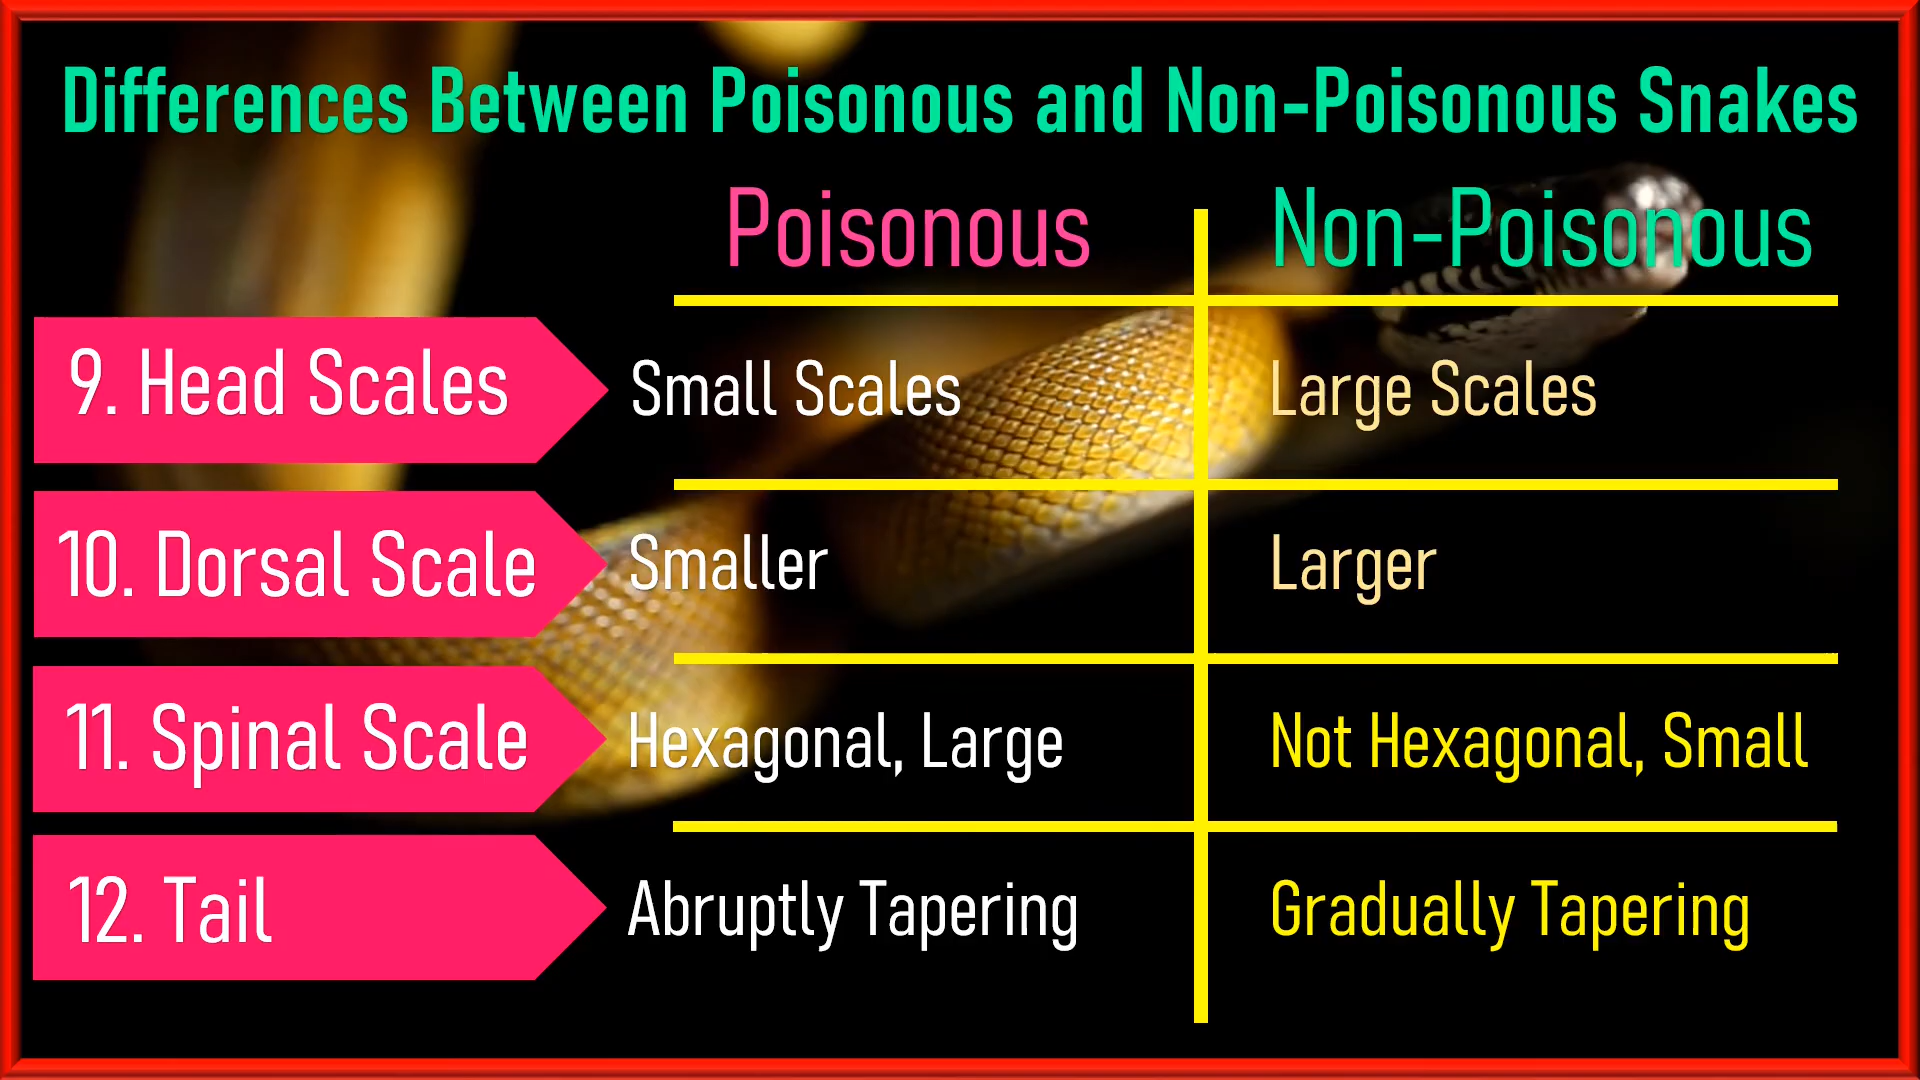 Differences Between Poisonous and Non-Poisonous Snakes
Poisonous Non-Poisonous
9. Head Scales Small Scales Large Scales
10. Dorsal Scale Smaller Larger
11. Spinal Scale Hexagonal, Large Not Hexagonal, Small
12. Tail Abruptly Tapering Gradually Tapering